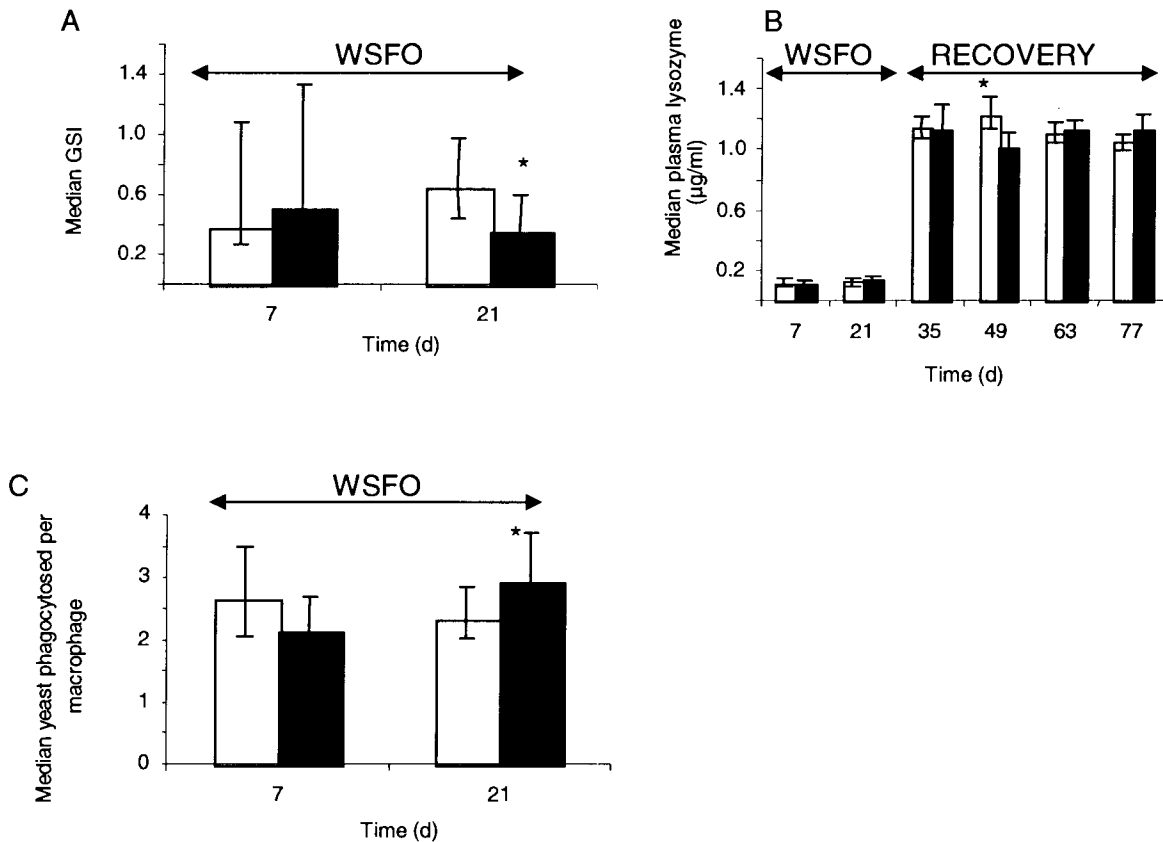 A
WSFO
Median GSI
1.4
1.0
0.6
0.2
*
7
21
Time (d)
B
WSFO
RECOVERY
Median plasma lysozyme
(µg/ml)
1.4
1.0
0.6
0.2
*
7
21
35
49
63
77
Time (d)
C
WSFO
Median yeast phagocytosed per
macrophage
4
3
2
1
0
*
7
21
Time (d)